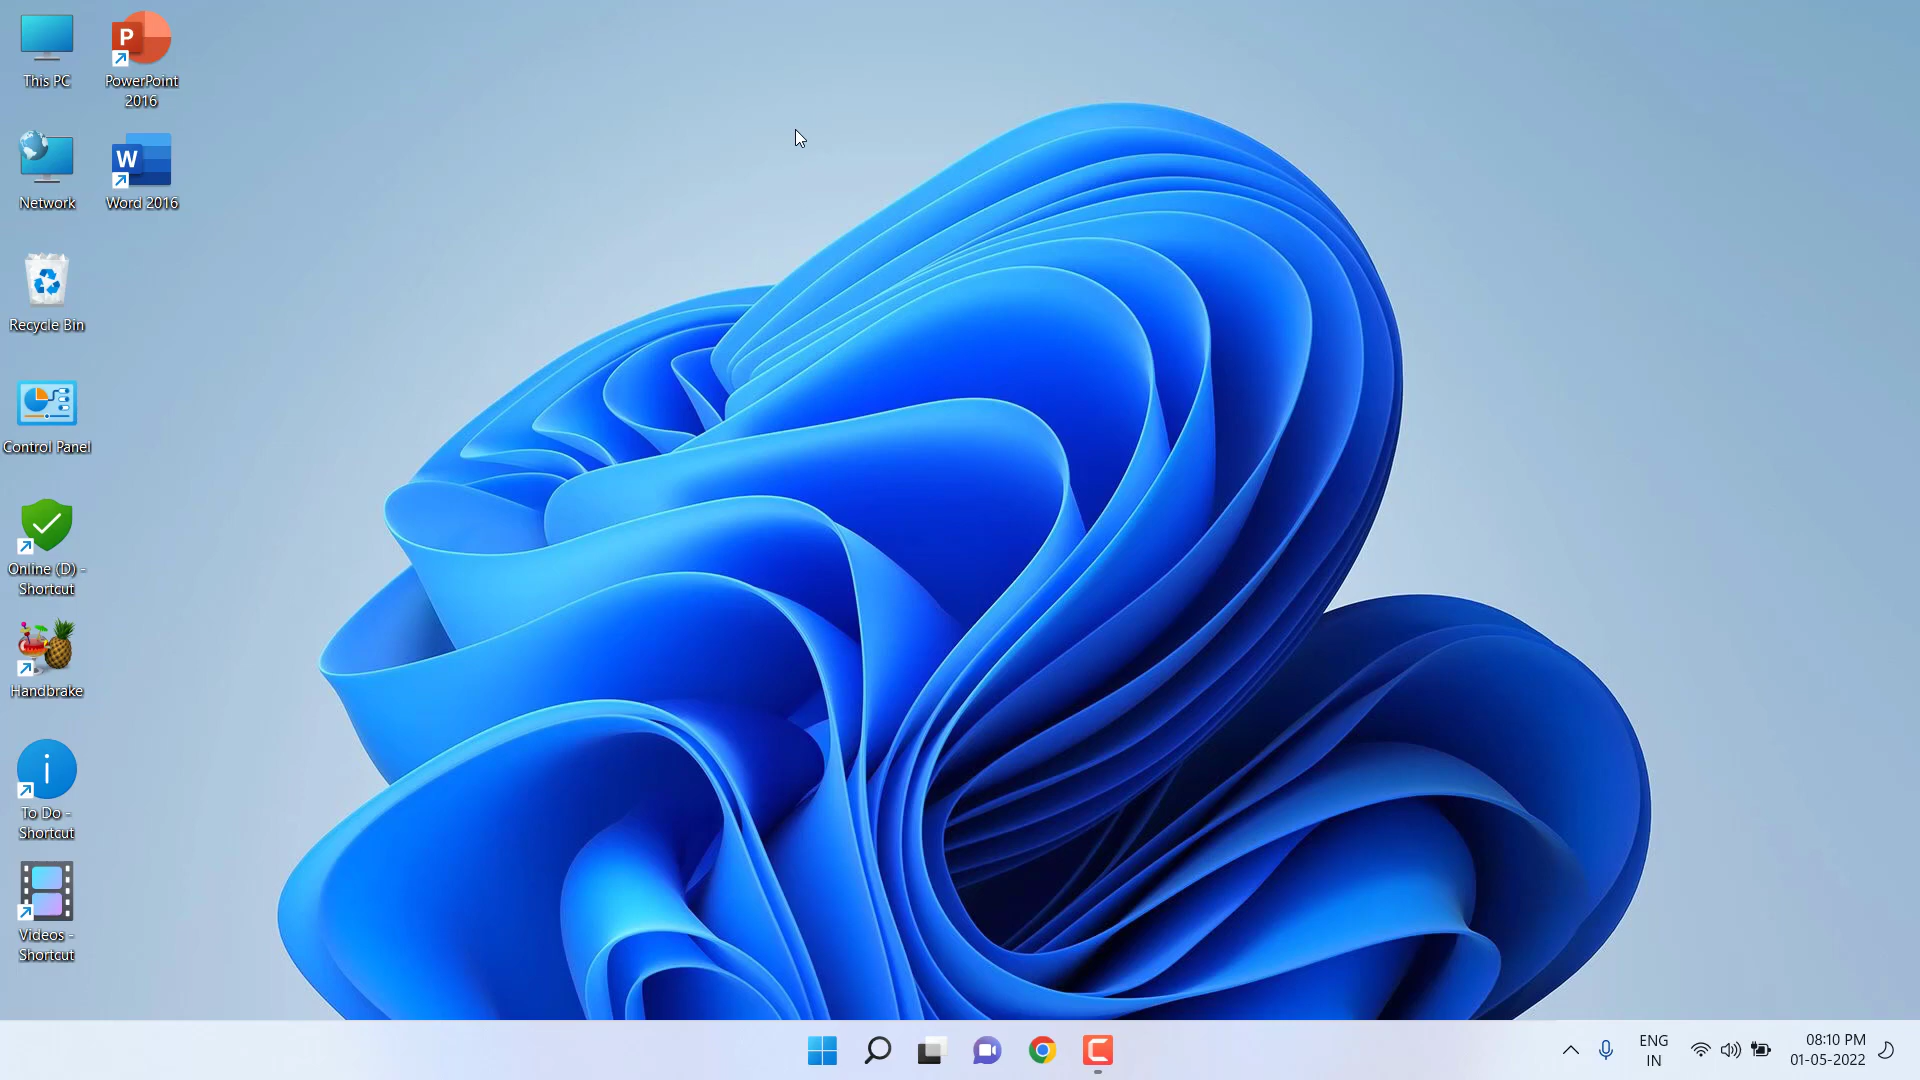 This PC
PowerPoint
2016
Network
Word 2016
Recycle Bin
Control Panel
Online (D) -
Shortcut
Handbrake
To Do -
Shortcut
Videos -
Shortcut
ENG
IN
08:10 PM
01-05-2022